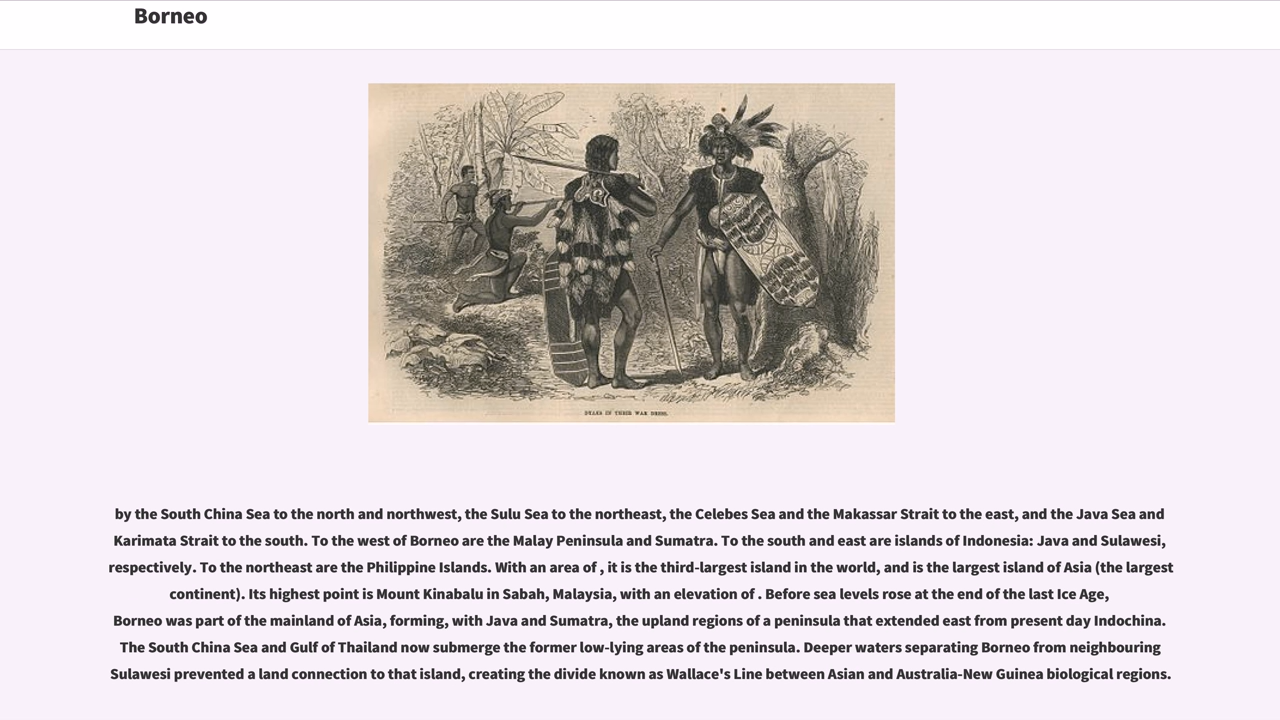 Borneo
DYAKS IN THEIR WAR DRESS.
by the South China Sea to the north and northwest, the Sulu Sea to the northeast, the Celebes Sea and the Makassar Strait to the east, and the Java Sea and
Karimata Strait to the south. To the west of Borneo are the Malay Peninsula and Sumatra. To the south and east are islands of Indonesia: Java and Sulawesi,
respectively. To the northeast are the Philippine Islands. With an area of , it is the third-largest island in the world, and is the largest island of Asia (the largest
continent). Its highest point is Mount Kinabalu in Sabah, Malaysia, with an elevation of . Before sea levels rose at the end of the last Ice Age,
Borneo was part of the mainland of Asia, forming, with Java and Sumatra, the upland regions of a peninsula that extended east from present day Indochina.
The South China Sea and Gulf of Thailand now submerge the former low-lying areas of the peninsula. Deeper waters separating Borneo from neighbouring
Sulawesi prevented a land connection to that island, creating the divide known as Wallace's Line between Asian and Australia-New Guinea biological regions.